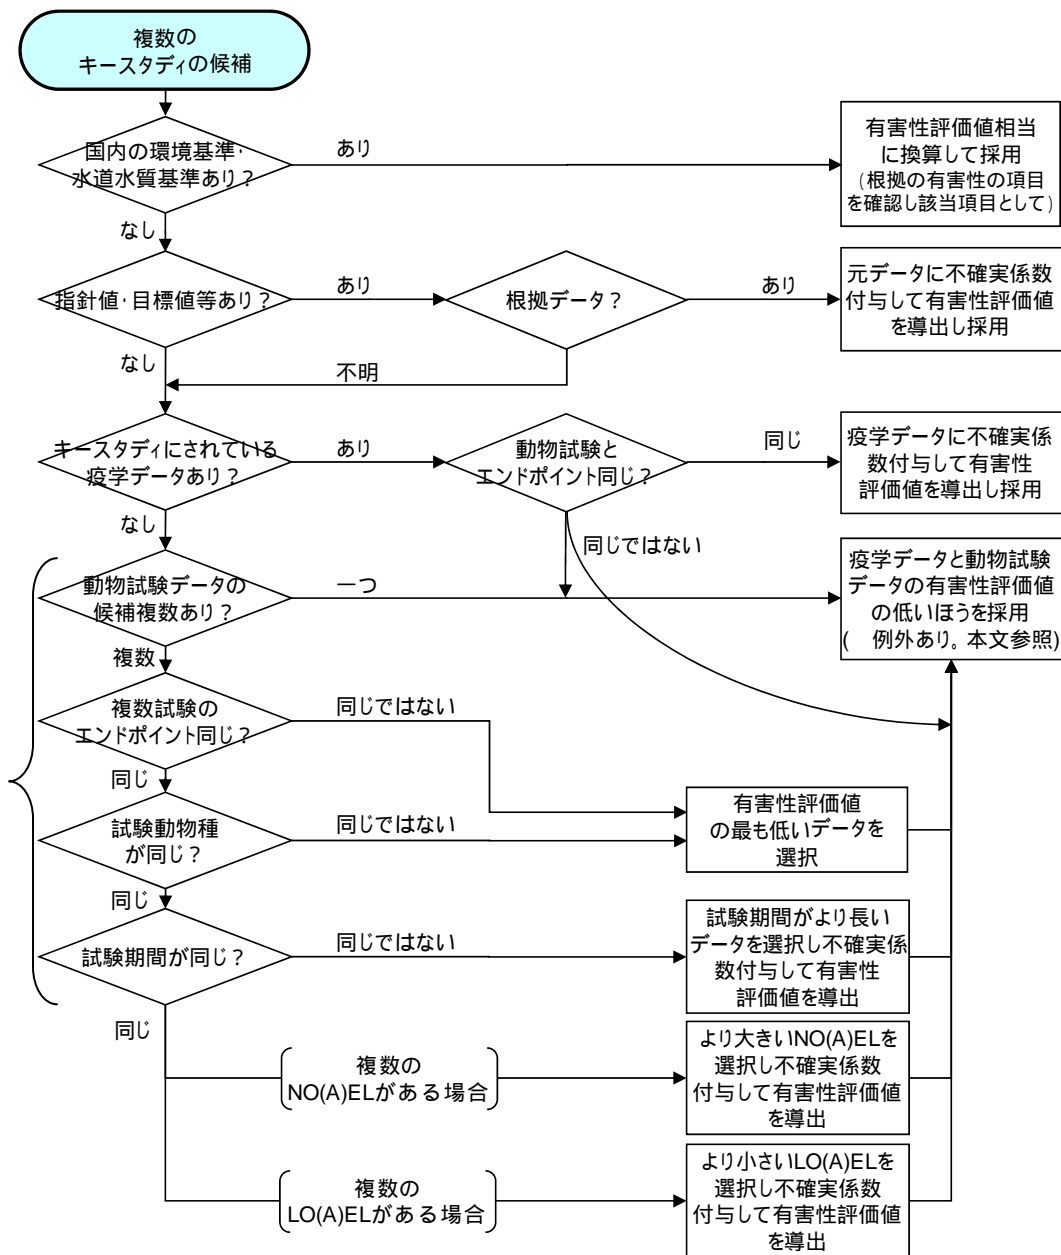 複数の
キースタディの候補
国内の環境基準・
水道水質基準あり？
あり
有害性評価値相当
に換算して採用
(根拠の有害性の項目
を確認し該当項目として)
なし
指針値・目標値等あり？
あり
根拠データ？
あり
元データに不確実係数
付与して有害性評価値
を導出し採用
なし
不明
キースタディにされている
疫学データあり？
あり
動物試験と
エンドポイント同じ？
同じ
疫学データに不確実係
数付与して有害性
評価値を導出し採用
なし
同じではない
動物試験データの
候補複数あり？
一つ
疫学データと動物試験
データの有害性評価値
の低いほうを採用
(　例外あり。本文参照)
複数
複数試験の
エンドポイント同じ？
同じではない
同じ
試験動物種
が同じ？
同じではない
有害性評価値
の最も低いデータを
選択
同じ
試験期間が同じ？
同じではない
試験期間がより長い
データを選択し不確実係
数付与して有害性
評価値を導出
同じ
複数の
NO(A)ELがある場合
より大きいNO(A)ELを
選択し不確実係数
付与して有害性評価値
を導出
複数の
LO(A)ELがある場合
より小さいLO(A)ELを
選択し不確実係数
付与して有害性評価値
を導出